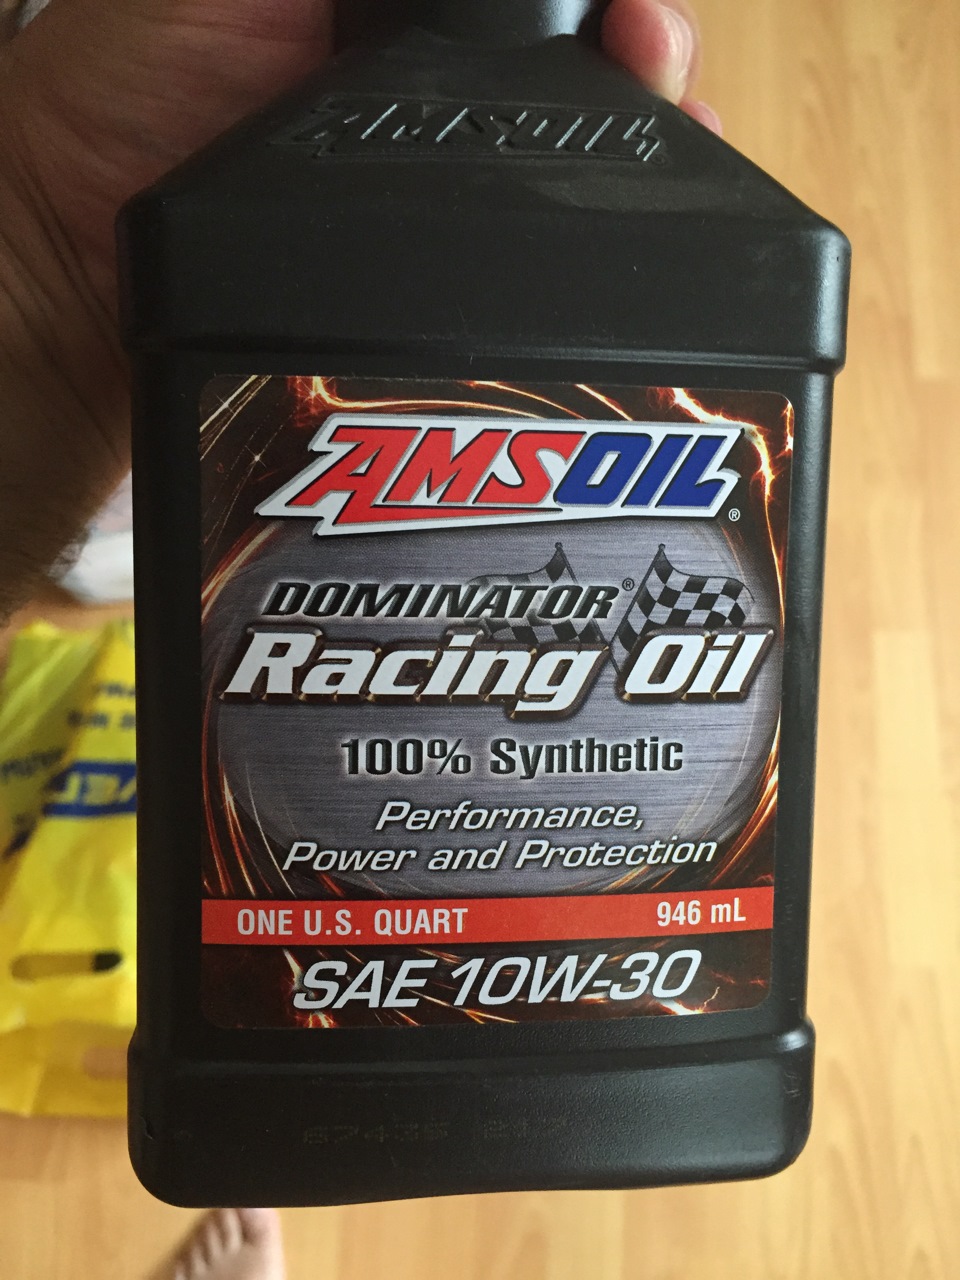 AMSOIL®
AMSOIL®
DOMINATOR®
Racing Oil
100% Synthetic
Performance,
Power and Protection
ONE U.S. QUART 946 mL
SAE 10W-30